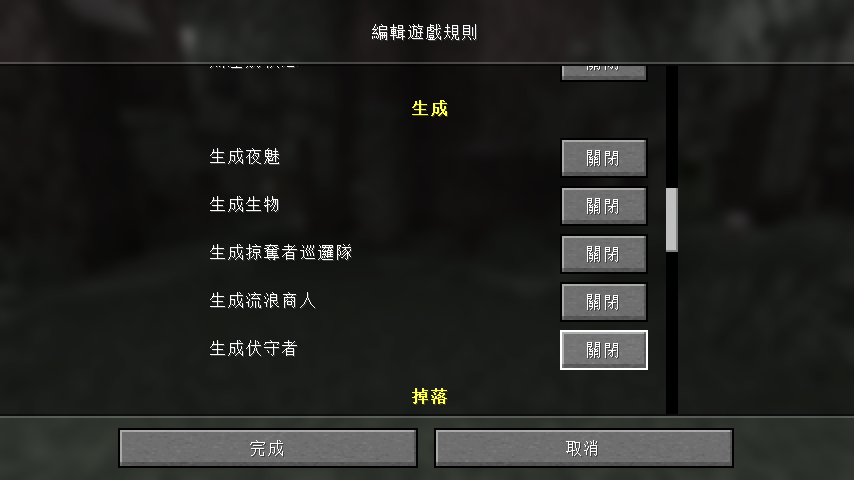 編輯遊戲規則
關閉
生成
生成夜魅 關閉
生成生物 關閉
生成掠奪者巡邏隊 關閉
生成流浪商人 關閉
生成伏守者 關閉
掉落
完成 取消